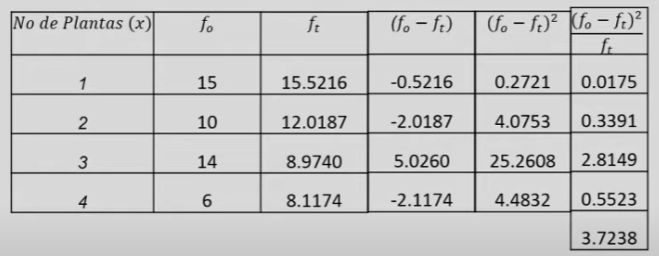 No de Plantas (x) fₒ fₜ (fₒ − fₜ) (fₒ − fₜ)² (fₒ − fₜ)²/fₜ
1 15 15.5216 -0.5216 0.2721 0.0175
2 10 12.0187 -2.0187 4.0753 0.3391
3 14 8.9740 5.0260 25.2608 2.8149
4 6 8.1174 -2.1174 4.4832 0.5523
3.7238